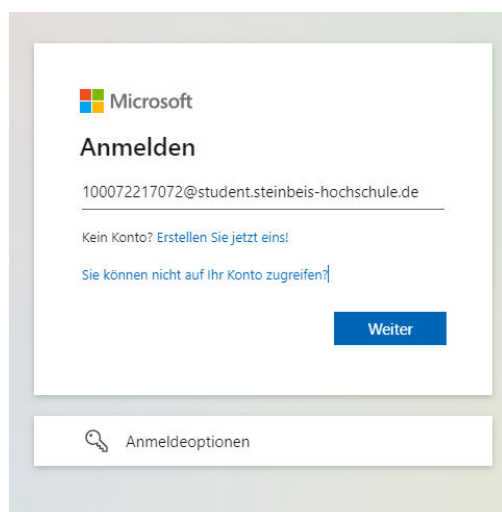 Microsoft
Anmelden
100072217072@student.steinbeis-hochschule.de
Kein Konto? Erstellen Sie jetzt eins!
Sie können nicht auf Ihr Konto zugreifen?
Weiter
Anmeldeoptionen